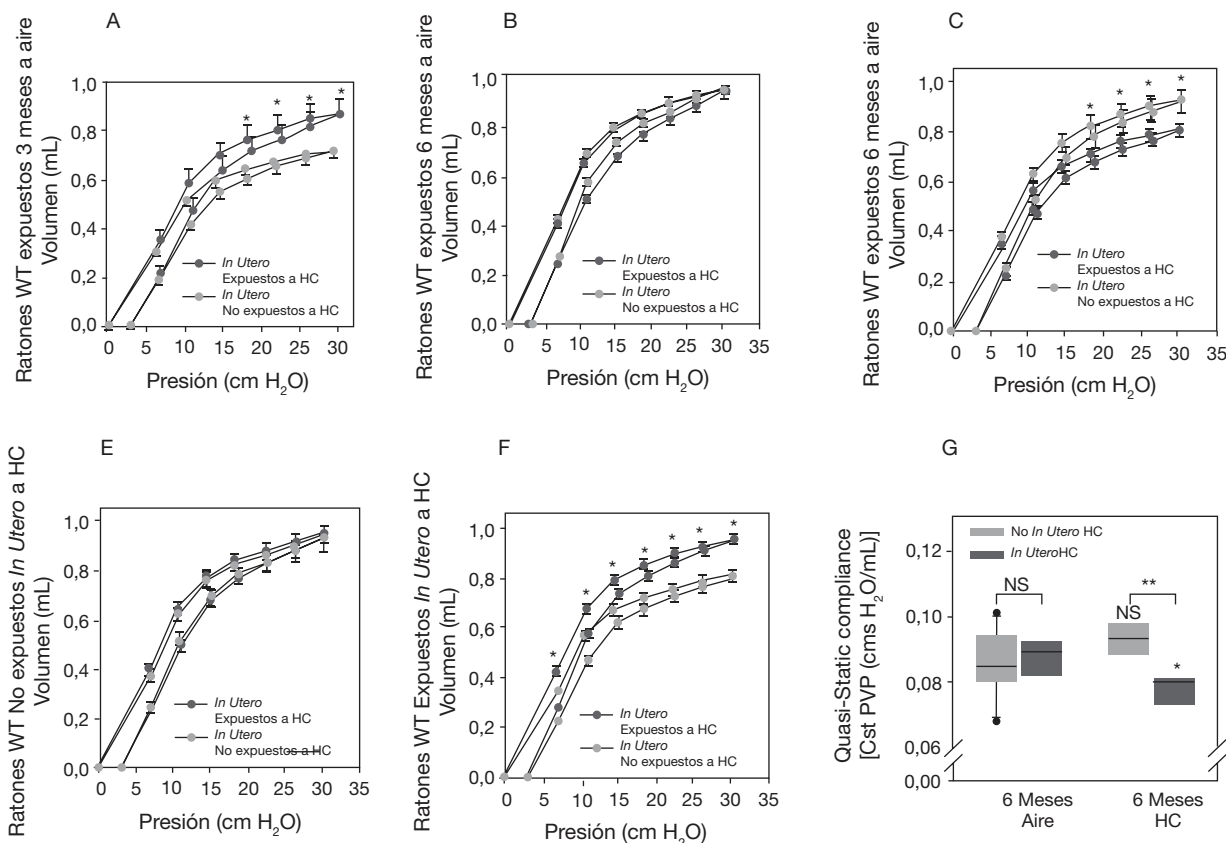 A
Ratones WT expuestos 3 meses a aire
Volumen (mL)
1,0
0,8
0,6
0,4
0,2
0,0
* * * *
In Utero
Expuestos a HC
In Utero
No expuestos a HC
0 5 10 15 20 25 30
Presión (cm H₂O)
B
Ratones WT expuestos 6 meses a aire
Volumen (mL)
1,0
0,8
0,6
0,4
0,2
0,0
In Utero
Expuestos a HC
In Utero
No expuestos a HC
0 5 10 15 20 25 30 35
Presión (cm H₂O)
C
Ratones WT expuestos 6 meses a aire
Volumen (mL)
1,0
0,8
0,6
0,4
0,2
0,0
* * * *
In Utero
Expuestos a HC
In Utero
No expuestos a HC
0 5 10 15 20 25 30 35
Presión (cm H₂O)
E
Ratones WT No expuestos In Utero a HC
Volumen (mL)
1,0
0,8
0,6
0,4
0,2
0,0
In Utero
Expuestos a HC
In Utero
No expuestos a HC
0 5 10 15 20 25 30 35
Presión (cm H₂O)
F
Ratones WT Expuestos In Utero a HC
Volumen (mL)
1,0
0,8
0,6
0,4
0,2
0,0
* * * * * * *
In Utero
Expuestos a HC
In Utero
No expuestos a HC
0 5 10 15 20 25 30 35
Presión (cm H₂O)
G
Quasi-Static compliance
[Cst PVP (cms H₂O/mL)]
No In Utero HC
In UteroHC
0,12
0,10
0,08
0,06
0,00
NS
**
NS
*
6 Meses
Aire
6 Meses
HC